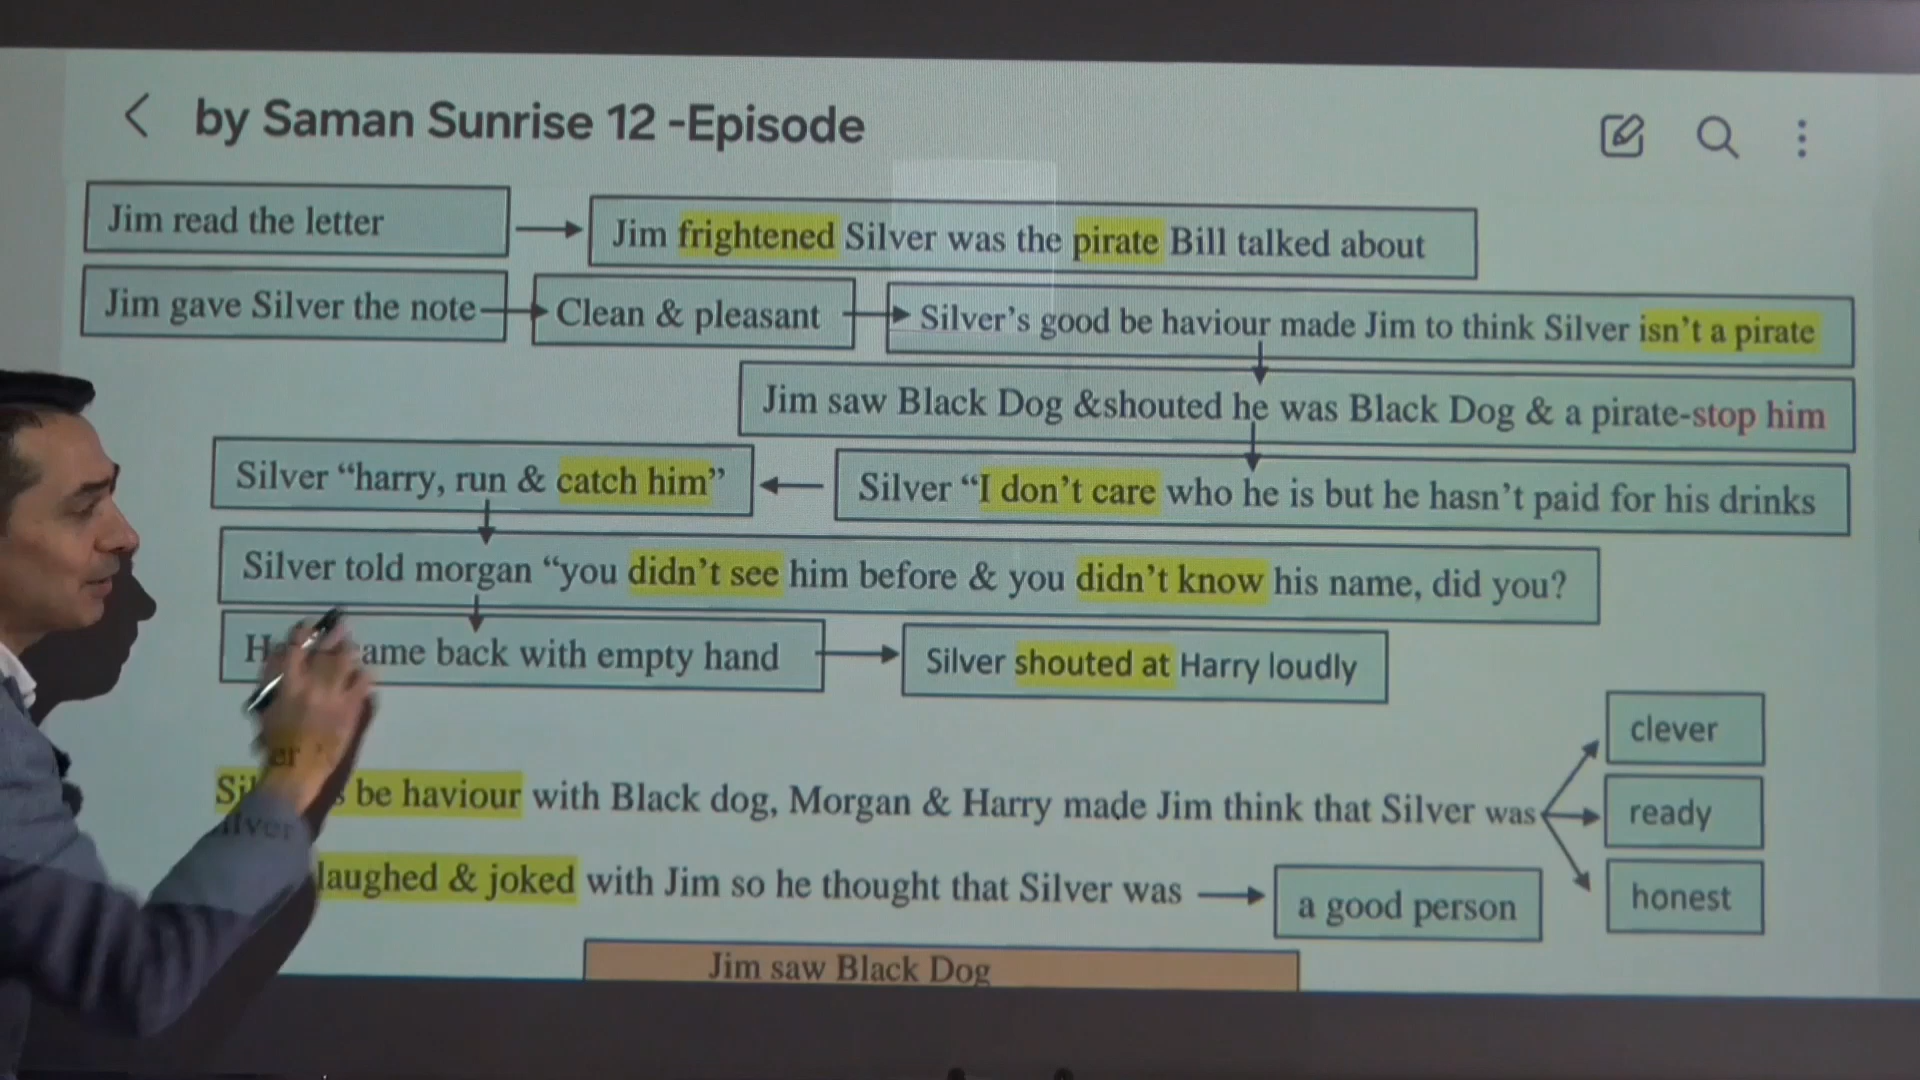 by Saman Sunrise 12 -Episode
Jim read the letter
Jim frightened Silver was the pirate Bill talked about
Jim gave Silver the note
Clean & pleasant
Silver's good be haviour made Jim to think Silver isn't a pirate
Jim saw Black Dog &shouted he was Black Dog & a pirate-stop him
Silver "harry, run & catch him"
Silver "I don't care who he is but he hasn't paid for his drinks
Silver told morgan "you didn't see him before & you didn't know his name, did you?
came back with empty hand
Silver shouted at Harry loudly
be haviour with Black dog, Morgan & Harry made Jim think that Silver was
clever
ready
honest
laughed & joked with Jim so he thought that Silver was
a good person
Jim saw Black Dog